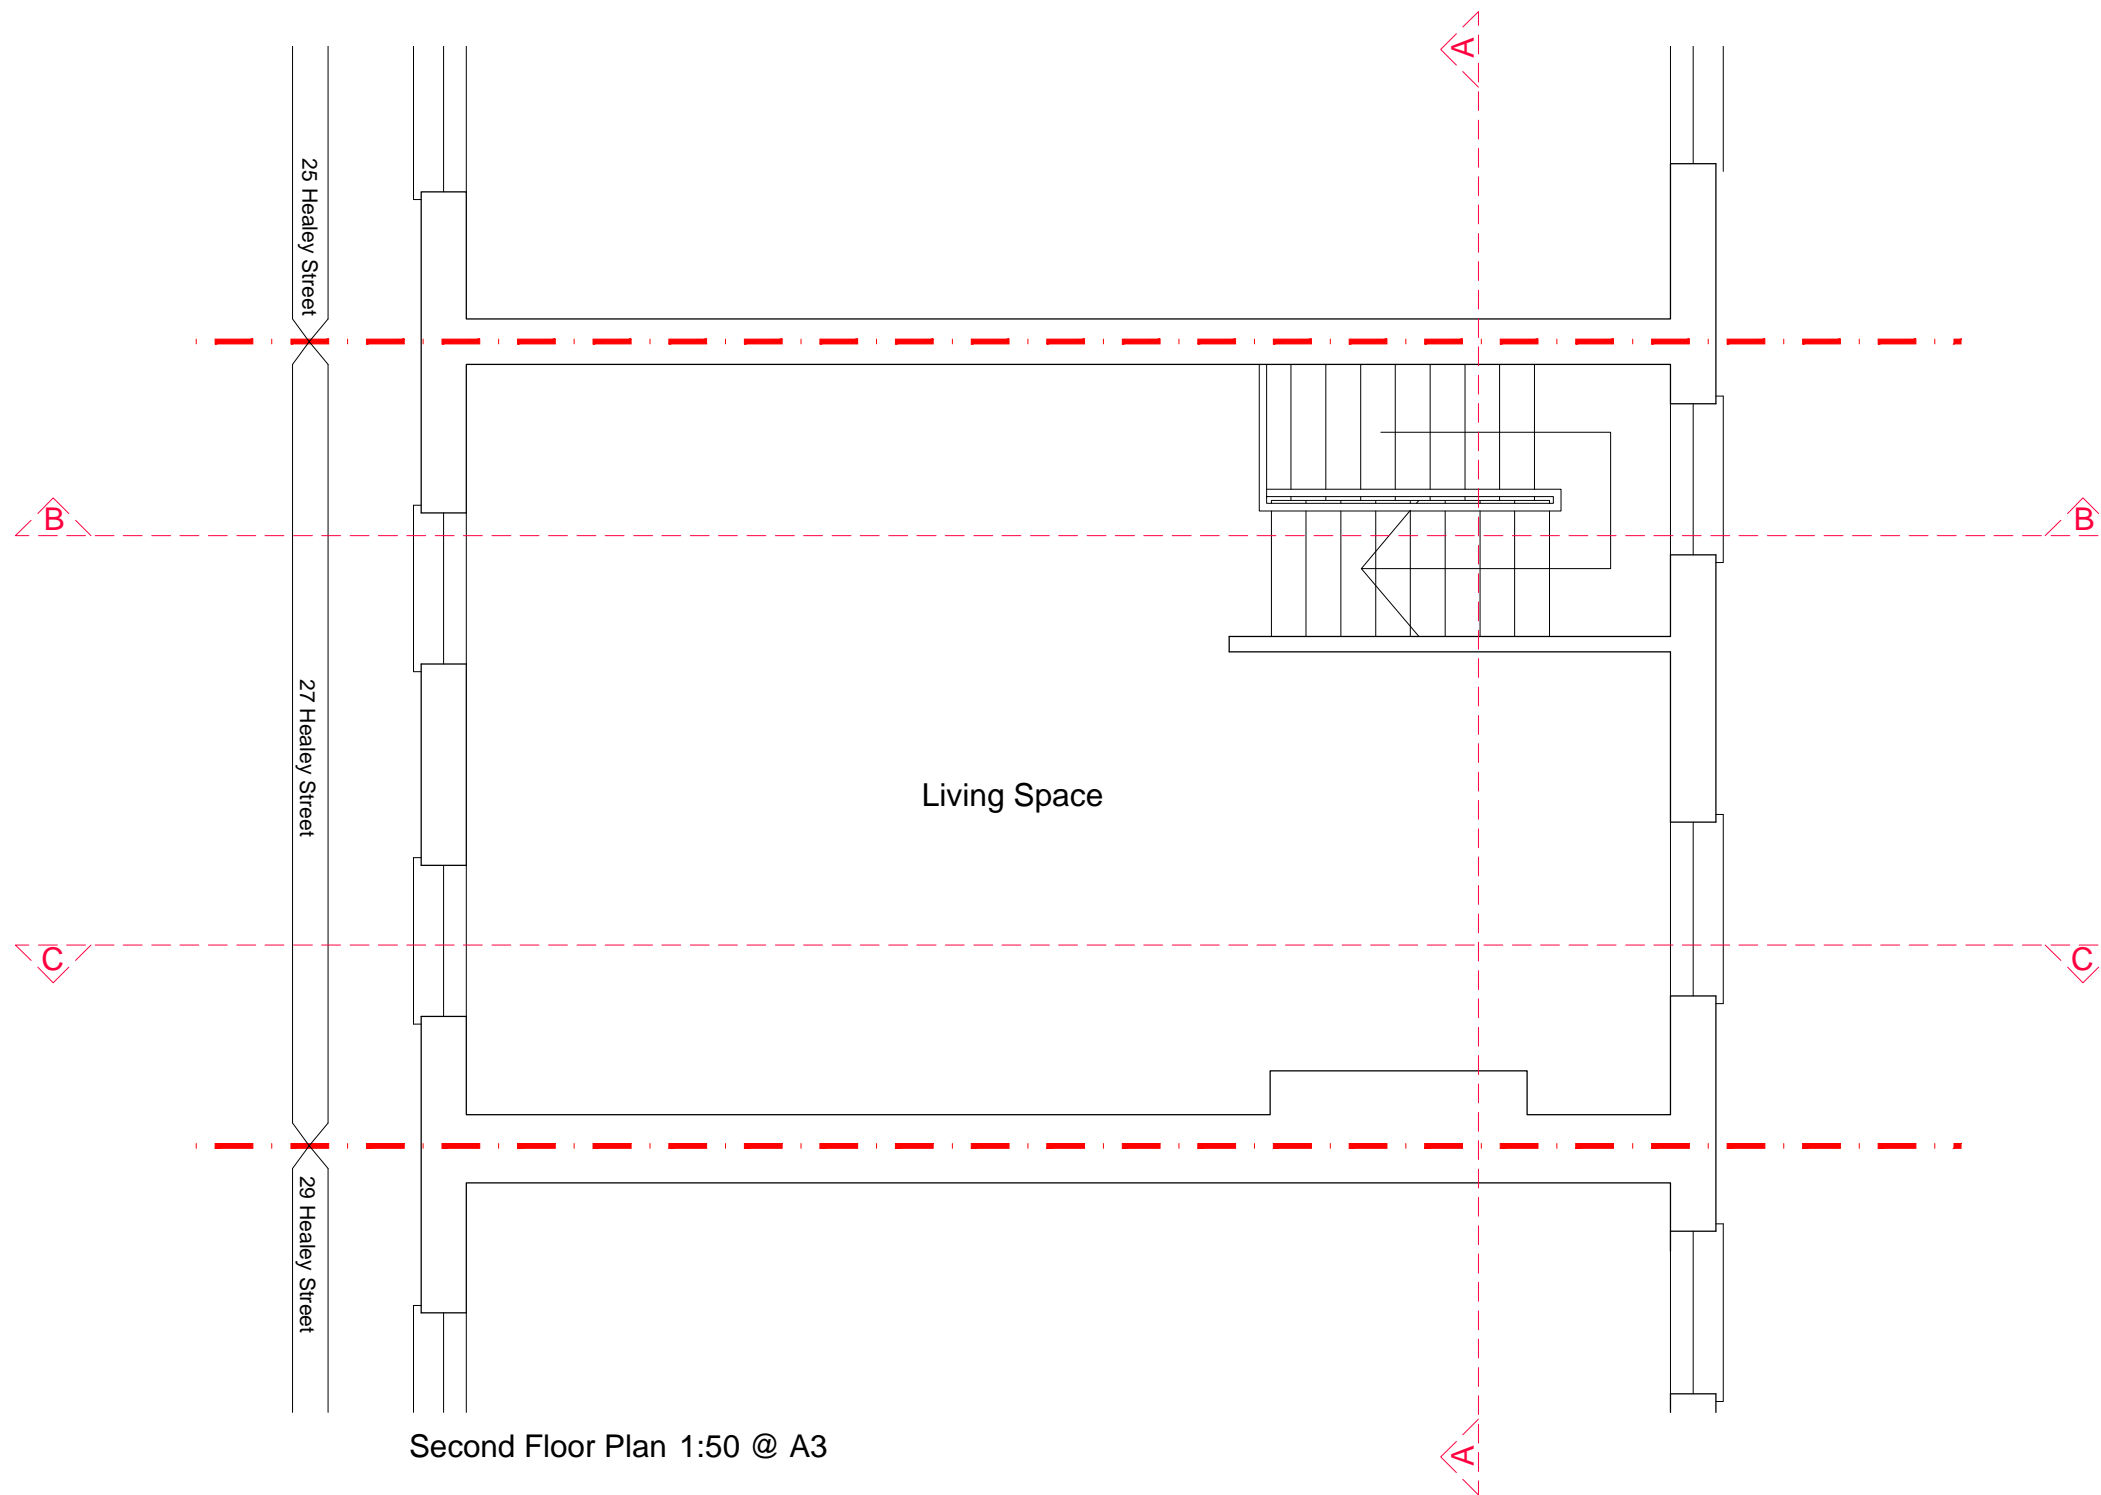 A
25 Healey Street
B
B
27 Healey Street
Living Space
C
C
29 Healey Street
Second Floor Plan 1:50 @ A3
A